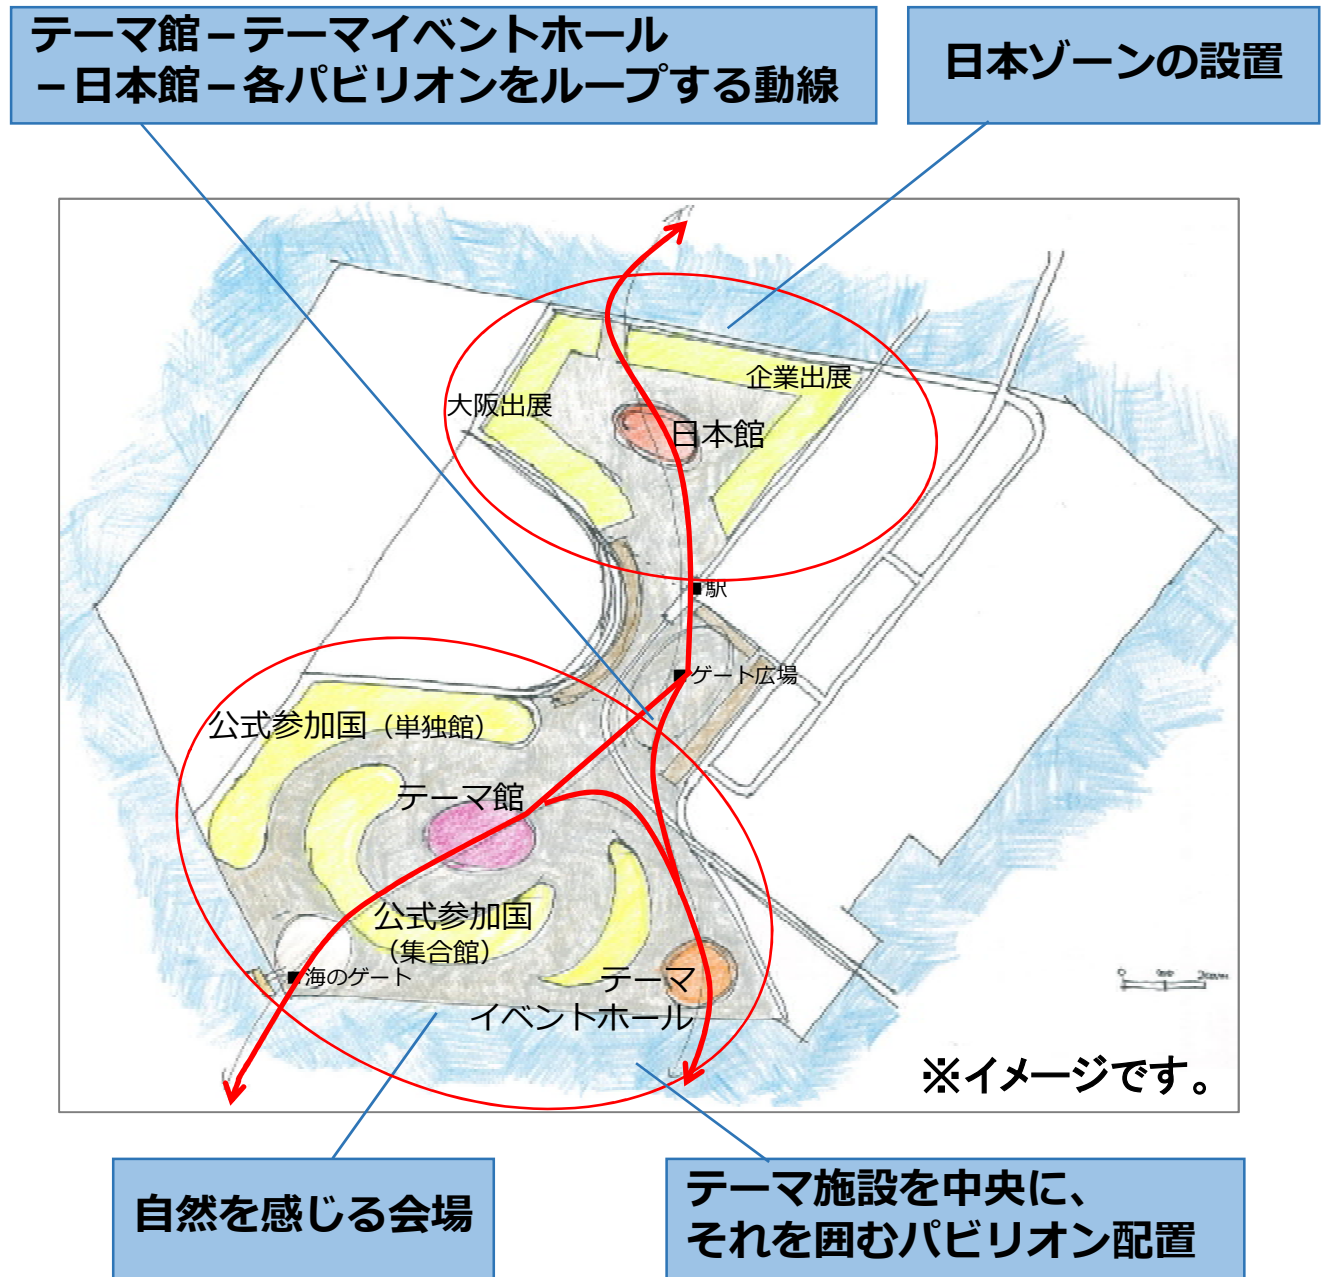 テーマ館－テーマイベントホール
－日本館－各パビリオンをループする動線
日本ゾーンの設置
企業出展
大阪出展
日本館
■駅
■ゲート広場
公式参加国（単独館）
テーマ館
公式参加国
（集合館）
■海のゲート
テーマ
イベントホール
※イメージです。
自然を感じる会場
テーマ施設を中央に、
それを囲むパビリオン配置